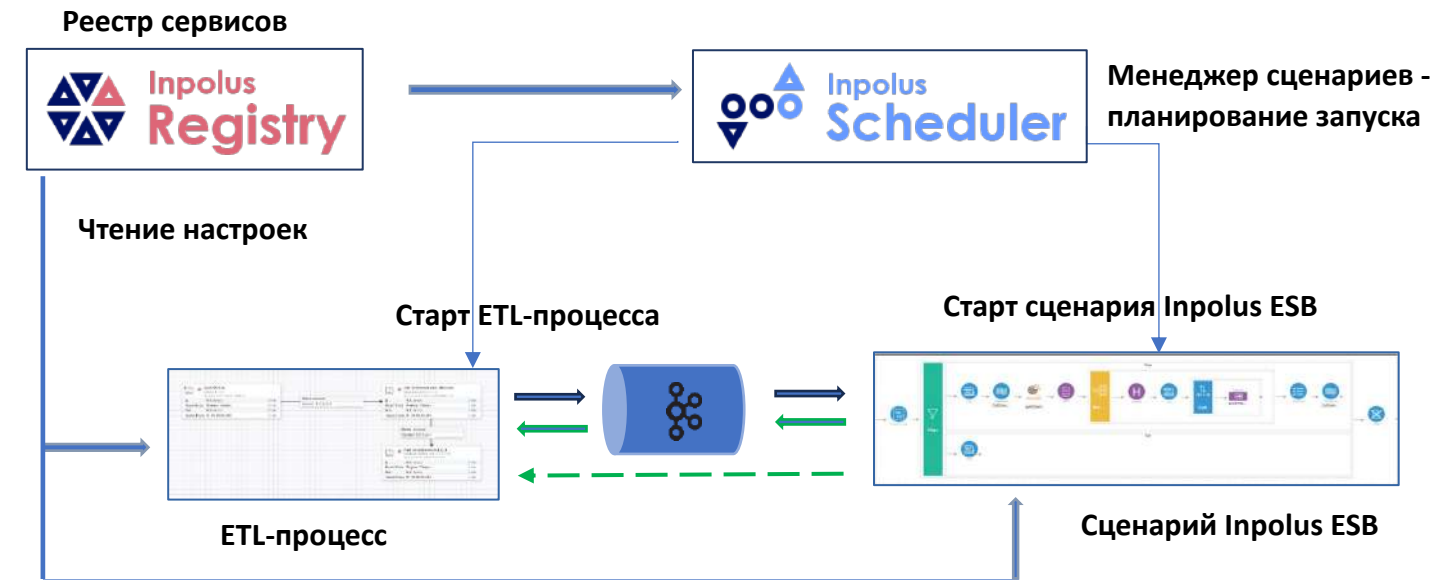 Реестр сервисов
Inpolus
Registry
Inpolus
Scheduler
Менеджер сценариев -
планирование запуска
Чтение настроек
Старт ETL-процесса
Старт сценария Inpolus ESB
ETL-процесс
Сценарий Inpolus ESB